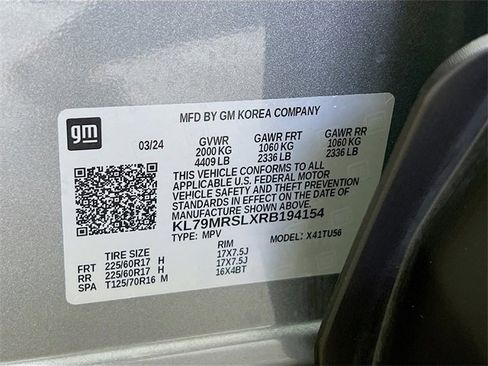 gm
MFD BY GM KOREA COMPANY
03/24 GVWR GAWR FRT GAWR RR
2000 KG 1060 KG 1060 KG
4409 LB 2336 LB 2336 LB
THIS VEHICLE CONFORMS TO ALL
APPLICABLE U.S. FEDERAL MOTOR
VEHICLE SAFETY AND THEFT PREVENTION
STANDARDS IN EFFECT ON THE DATE OF
MANUFACTURE SHOWN ABOVE.
KL79MRSLXRB194154
TYPE: MPV MODEL: X41TU56
TIRE SIZE RIM
FRT 225/60R17 H 17X7.5J
RR 225/60R17 H 17X7.5J
SPA T125/70R16 M 16X4BT